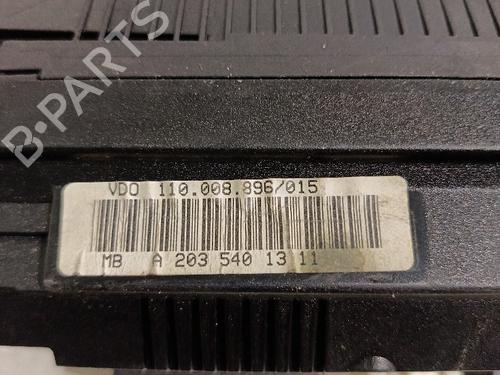 B-PARTS
VDO 110.008.896/015
MB A 203 540 13 11